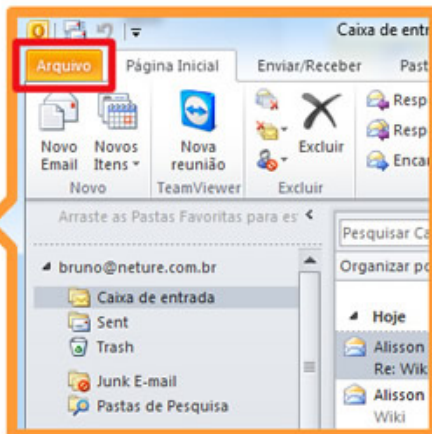 Caixa de entr
Arquivo Página Inicial Enviar/Receber Past
Novo Email
Novos Itens
Nova reunião
Excluir
Resp
Resp
Enca
Novo TeamViewer Excluir
Arraste as Pastas Favoritas para es
Pesquisar Ca
bruno@neture.com.br
Organizar po
Caixa de entrada
Sent
Trash
Junk E-mail
Pastas de Pesquisa
Hoje
Alisson
Re: Wik
Alisson
Wiki